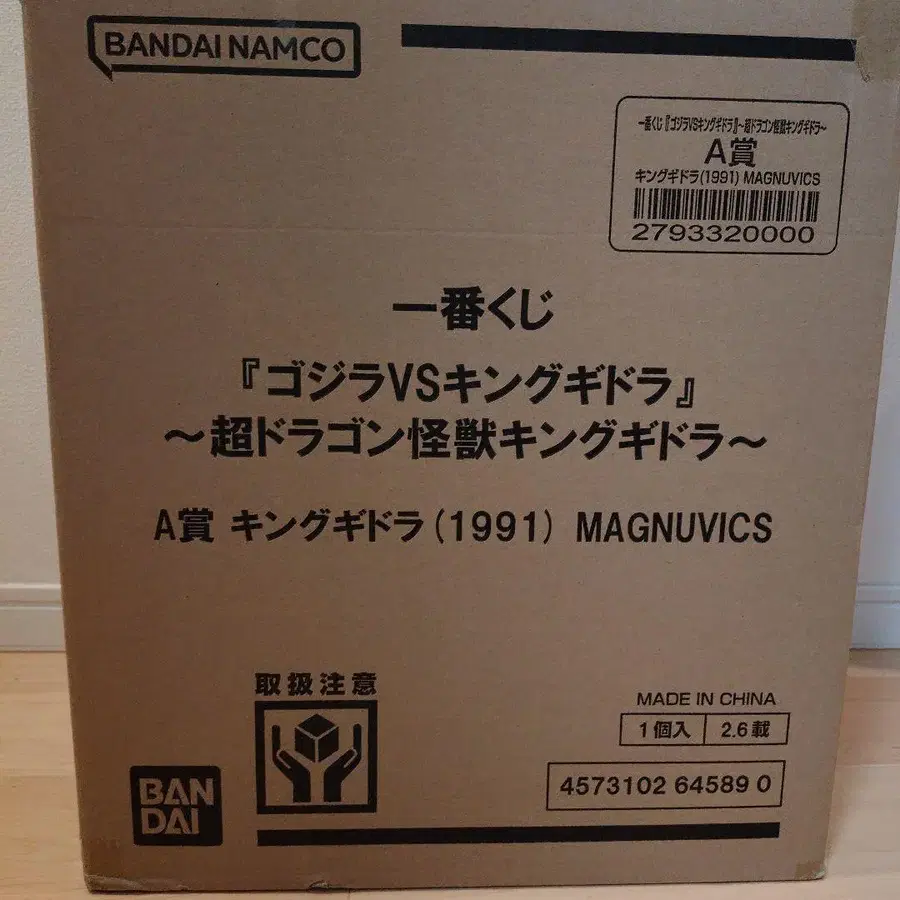 BANDAI NAMCO
一番くじ『ゴジラVSキングギドラ』～超ドラゴン怪獣キングギドラ～
A賞
キングギドラ(1991) MAGNUVICS
2793320000
一番くじ
『ゴジラVSキングギドラ』
～超ドラゴン怪獣キングギドラ～
A賞 キングギドラ(1991) MAGNUVICS
取扱注意
MADE IN CHINA
1個入 2.6載
4573102 64589 0
BAN
DAI